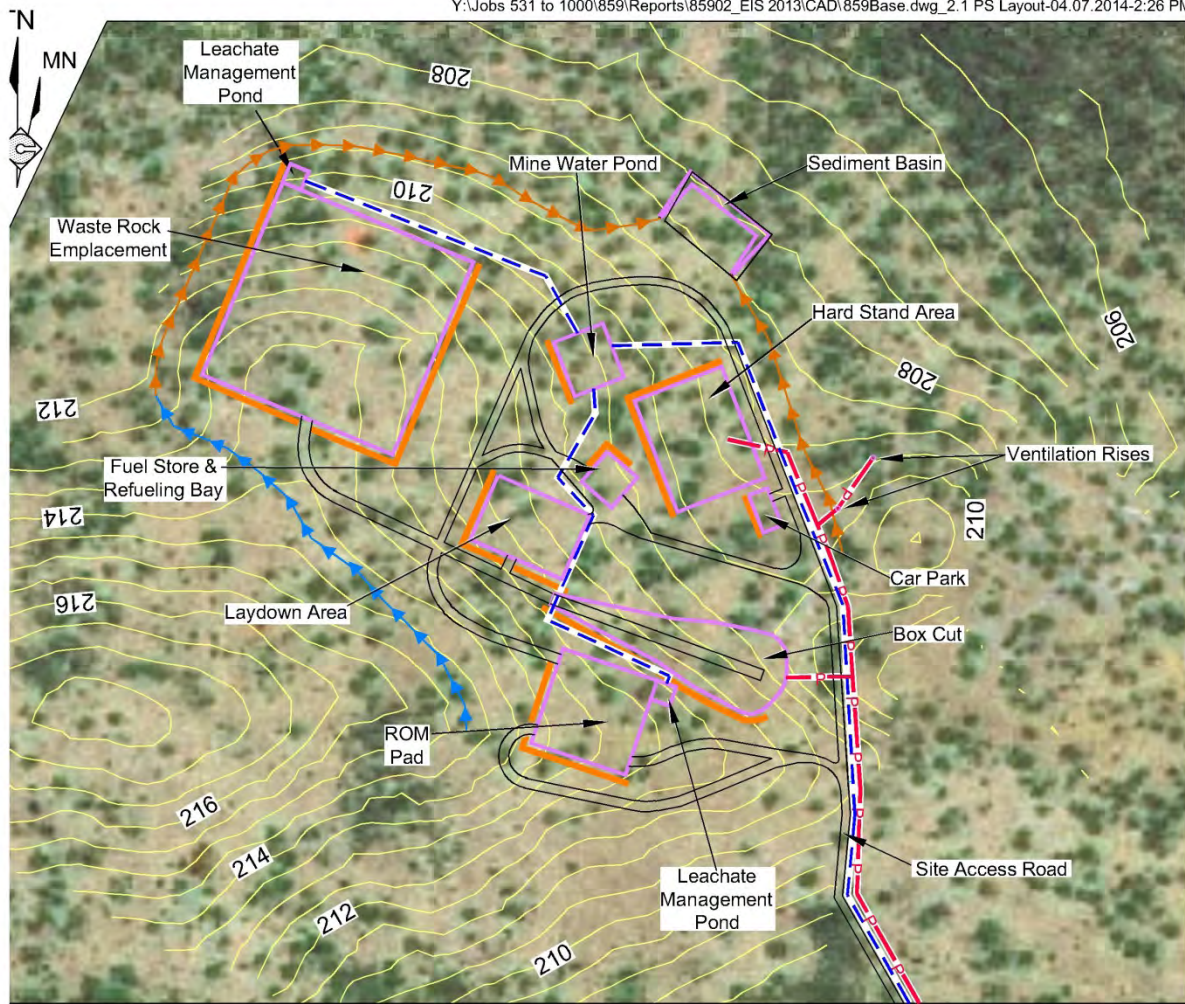 Y:\Jobs 531 to 1000\859\Reports\85902_EIS 2013\CAD\859Base.dwg_2.1 PS Layout-04.07.2014-2:26 PM
N
MN
Leachate
Management
Pond
208
Mine Water Pond
Sediment Basin
210
Waste Rock
Emplacement
Hard Stand Area
206
208
212
Fuel Store &
Refueling Bay
Ventilation Rises
P
P
P
P
214
210
P
Car Park
216
Laydown Area
P
Box Cut
P
P
P
ROM
Pad
P
P
216
214
Leachate
Management
Pond
Site Access Road
212
P
210
P